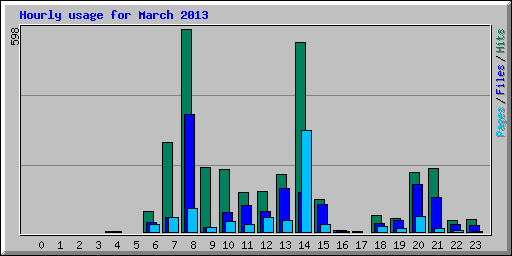 Hourly usage for March 2013
598
Pages/Files/Hits
0 1 2 3 4 5 6 7 8 9 10 11 12 13 14 15 16 17 18 19 20 21 22 23